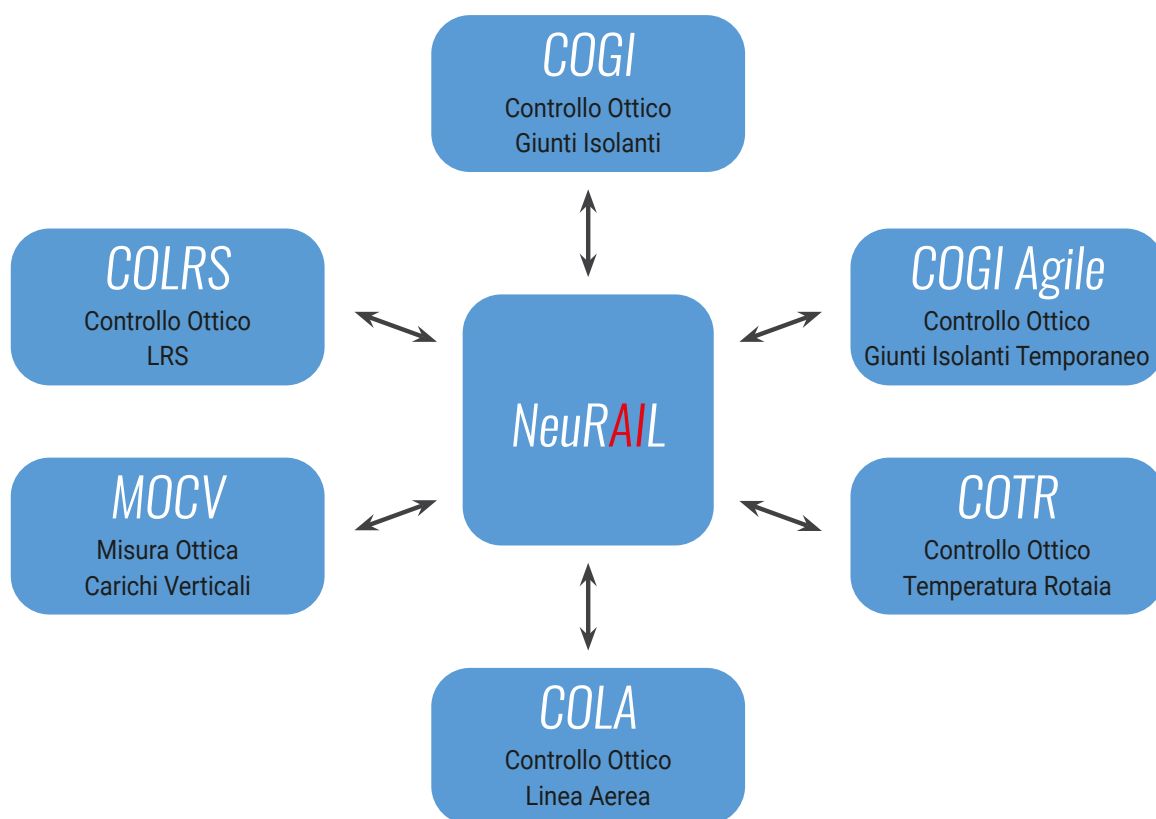 COGI
Controllo Ottico
Giunti Isolanti
COLRS
Controllo Ottico
LRS
COGI Agile
Controllo Ottico
Giunti Isolanti Temporaneo
NeuRAIL
MOCV
Misura Ottica
Carichi Verticali
COTR
Controllo Ottico
Temperatura Rotaia
COLA
Controllo Ottico
Linea Aerea